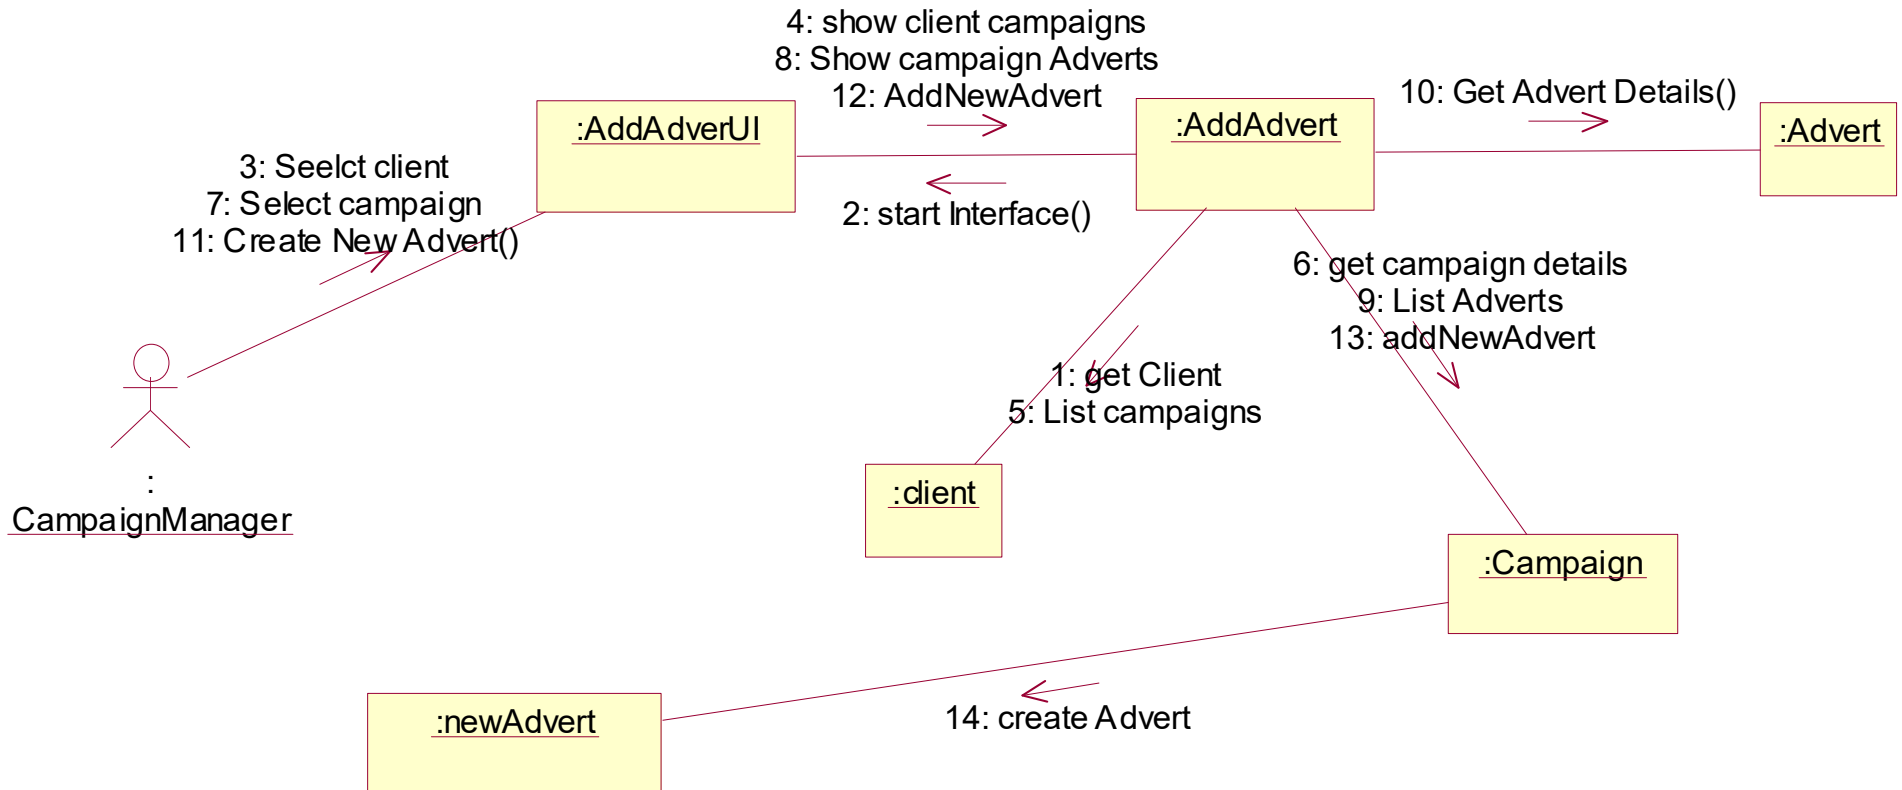 4: show client campaigns
8: Show campaign Adverts
12: AddNewAdvert
10: Get Advert Details()
:AddAdverUI
:AddAdvert
:Advert
3: Seelct client
7: Select campaign
11: Create New Advert()
2: start Interface()
6: get campaign details
9: List Adverts
13: addNewAdvert
1: get Client
5: List campaigns
:
CampaignManager
:client
:Campaign
:newAdvert
14: create Advert